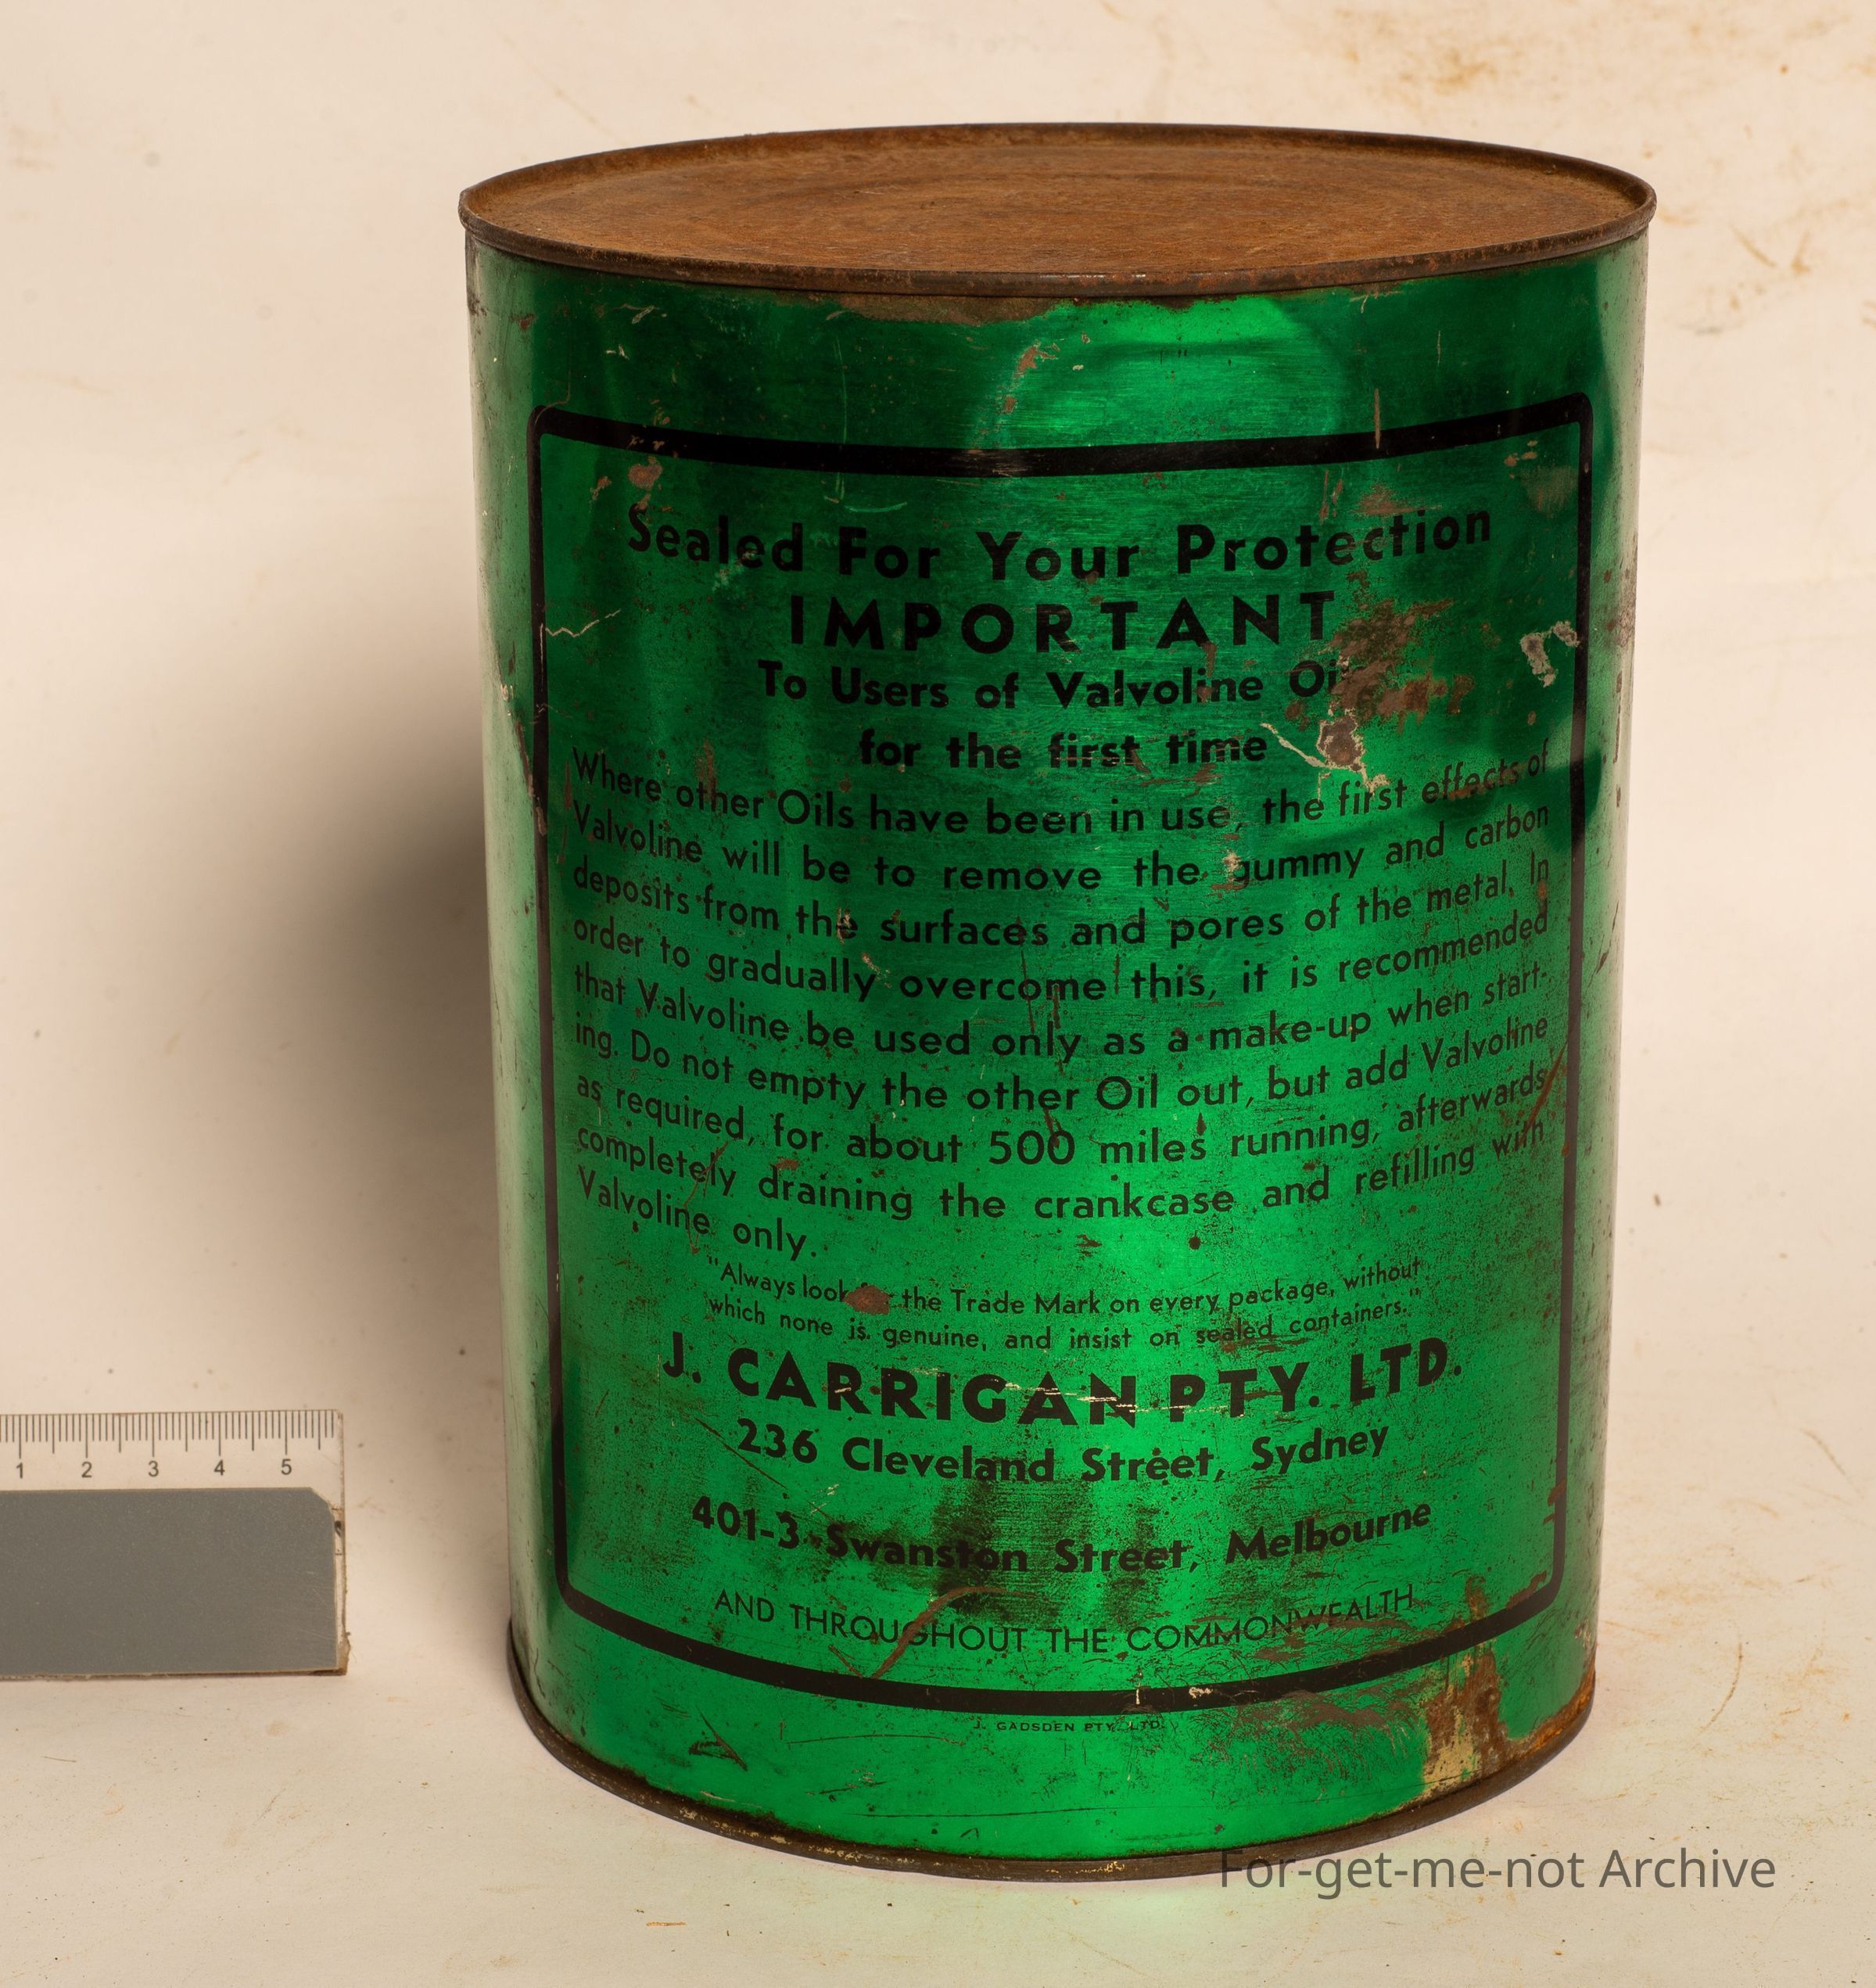 Sealed For Your Protection
IMPORTANT
To Users of Valvoline
for the first time
Where other Oils have been in use, the first effects of
Valvoline will be to remove the gummy and carbon
deposits from the surfaces and pores of the metal. In
order to gradually overcome this, it is recommended
that Valvoline be used only as a make-up when start-
ing. Do not empty the other Oil out, but add Valvoline
as required, for about 500 miles running, afterwards
completely draining the crankcase and refilling with
Valvoline only.
"Always look the Trade Mark on every package, without
which none is genuine, and insist on sealed containers."
J. CARRIGAN PTY. LTD.
236 Cleveland Street, Sydney
401-3 Swanston Street, Melbourne
AND THROUGHOUT THE COMMONWEALTH
J. GADSDEN PTY. LTD.
1 2 3 4 5
For-get-me-not Archive